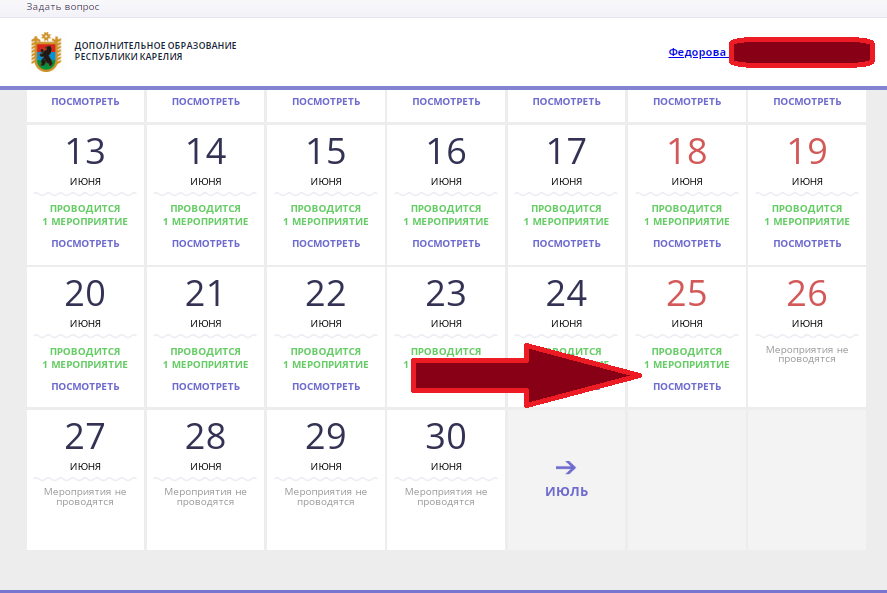 Задать вопрос
ДОПОЛНИТЕЛЬНОЕ ОБРАЗОВАНИЕ
РЕСПУБЛИКИ КАРЕЛИЯ
Федорова
ПОСМОТРЕТЬ ПОСМОТРЕТЬ ПОСМОТРЕТЬ ПОСМОТРЕТЬ ПОСМОТРЕТЬ ПОСМОТРЕТЬ ПОСМОТРЕТЬ
13 14 15 16 17 18 19
ИЮНЯ ИЮНЯ ИЮНЯ ИЮНЯ ИЮНЯ ИЮНЯ ИЮНЯ
ПРОВОДИТСЯ ПРОВОДИТСЯ ПРОВОДИТСЯ ПРОВОДИТСЯ ПРОВОДИТСЯ ПРОВОДИТСЯ ПРОВОДИТСЯ
1 МЕРОПРИЯТИЕ 1 МЕРОПРИЯТИЕ 1 МЕРОПРИЯТИЕ 1 МЕРОПРИЯТИЕ 1 МЕРОПРИЯТИЕ 1 МЕРОПРИЯТИЕ 1 МЕРОПРИЯТИЕ
ПОСМОТРЕТЬ ПОСМОТРЕТЬ ПОСМОТРЕТЬ ПОСМОТРЕТЬ ПОСМОТРЕТЬ ПОСМОТРЕТЬ ПОСМОТРЕТЬ
20 21 22 23 24 25 26
ИЮНЯ ИЮНЯ ИЮНЯ ИЮНЯ ИЮНЯ ИЮНЯ ИЮНЯ
ПРОВОДИТСЯ ПРОВОДИТСЯ ПРОВОДИТСЯ ПРОВОДИТСЯ ПРОВОДИТСЯ Мероприятия не
1 МЕРОПРИЯТИЕ 1 МЕРОПРИЯТИЕ 1 МЕРОПРИЯТИЕ 1 1 МЕРОПРИЯТИЕ проводятся
ПОСМОТРЕТЬ ПОСМОТРЕТЬ ПОСМОТРЕТЬ ПОСМОТРЕТЬ
27 28 29 30
ИЮНЯ ИЮНЯ ИЮНЯ ИЮНЯ
Мероприятия не Мероприятия не Мероприятия не Мероприятия не
проводятся проводятся проводятся проводятся
➔
ИЮЛЬ